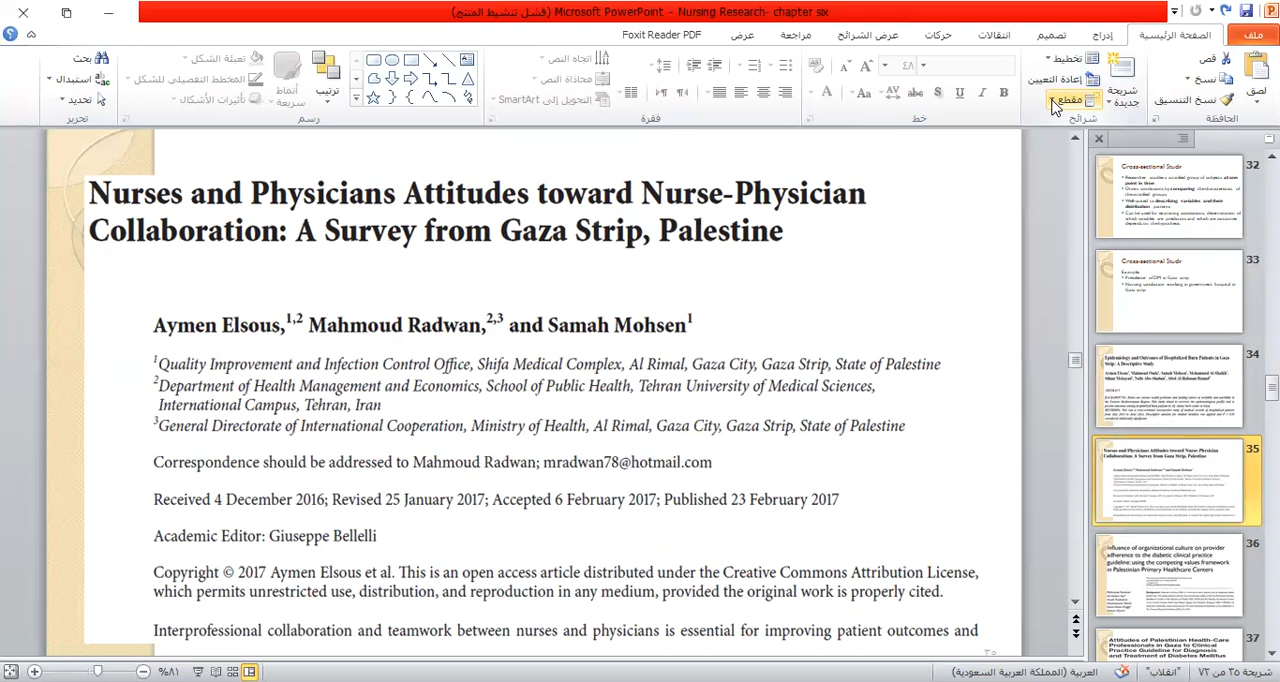 Nursing Research- chapter six – Microsoft PowerPoint (فشل تنشيط المنتج)
ملف
الصفحة الرئيسية
إدراج
تصميم
انتقالات
حركات
عرض الشرائح
مراجعة
عرض
Foxit Reader PDF
لصق
قص
نسخ
نسخ التنسيق
الحافظة
شريحة جديدة
تخطيط
إعادة التعيين
مقطع
شرائح
خط
فقرة
اتجاه النص
محاذاة النص
التحويل إلى SmartArt
ترتيب
أنماط سريعة
تعبئة الشكل
المخطط التفصيلي للشكل
تأثيرات الأشكال
رسم
بحث
استبدال
تحديد
تحرير
Nurses and Physicians Attitudes toward Nurse-Physician
Collaboration: A Survey from Gaza Strip, Palestine
Aymen Elsous,1,2 Mahmoud Radwan,2,3 and Samah Mohsen1
1Quality Improvement and Infection Control Office, Shifa Medical Complex, Al Rimal, Gaza City, Gaza Strip, State of Palestine
2Department of Health Management and Economics, School of Public Health, Tehran University of Medical Sciences,
International Campus, Tehran, Iran
3General Directorate of International Cooperation, Ministry of Health, Al Rimal, Gaza City, Gaza Strip, State of Palestine
Correspondence should be addressed to Mahmoud Radwan; mradwan78@hotmail.com
Received 4 December 2016; Revised 25 January 2017; Accepted 6 February 2017; Published 23 February 2017
Academic Editor: Giuseppe Bellelli
Copyright © 2017 Aymen Elsous et al. This is an open access article distributed under the Creative Commons Attribution License,
which permits unrestricted use, distribution, and reproduction in any medium, provided the original work is properly cited.
Interprofessional collaboration and teamwork between nurses and physicians is essential for improving patient outcomes and
٣٥
32
Cross-sectional Study
33
Cross-sectional Study
Example
34
Epidemiology and Outcomes of Hospitalized Burn Patients in Gaza
Strip: A Descriptive Study
35
Nurses and Physicians Attitudes toward Nurse-Physician
Collaboration: A Survey from Gaza Strip, Palestine
36
Influence of organizational culture on provider
adherence to the diabetic clinical practice
guideline: using the competing values framework
in Palestinian Primary Healthcare Centers
37
Attitudes of Palestinian Health-Care
Professionals in Gaza to Clinical
Practice Guideline for Diagnosis
and Treatment of Diabetes Mellitus
شريحة ٣٥ من ٧٢
"انقلاب"
العربية (المملكة العربية السعودية)
٨١%